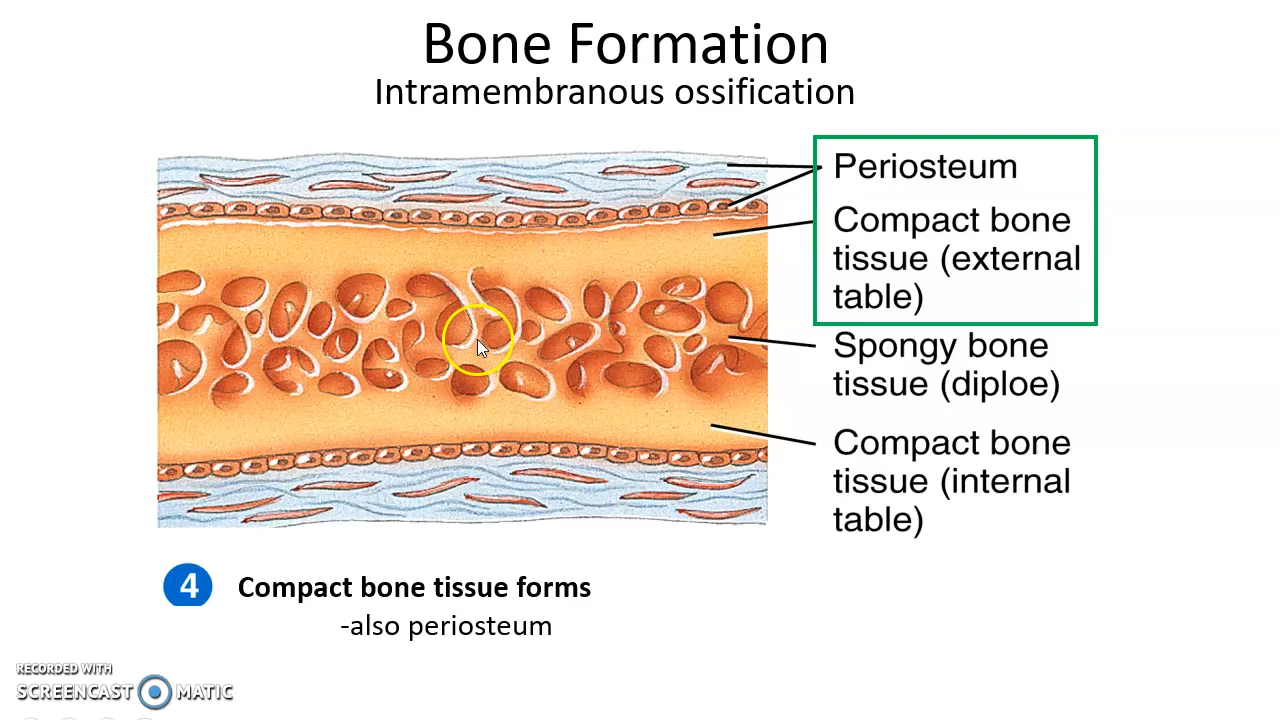 Bone Formation
Intramembranous ossification
Periosteum
Compact bone
tissue (external
table)
Spongy bone
tissue (diploe)
Compact bone
tissue (internal
table)
4 Compact bone tissue forms
-also periosteum
RECORDED WITH
SCREENCAST MATIC